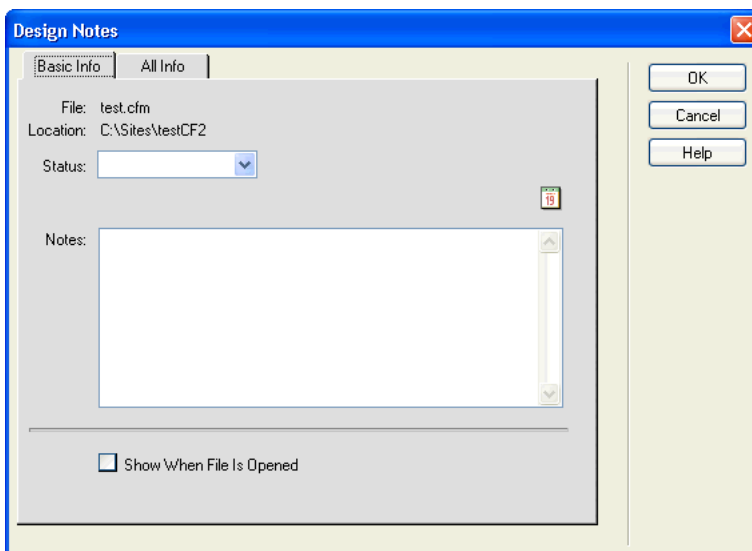 Design Notes
Basic Info All Info
OK
File: test.cfm
Cancel
Location: C:\Sites\testCF2
Help
Status:
19
Notes:
Show When File Is Opened